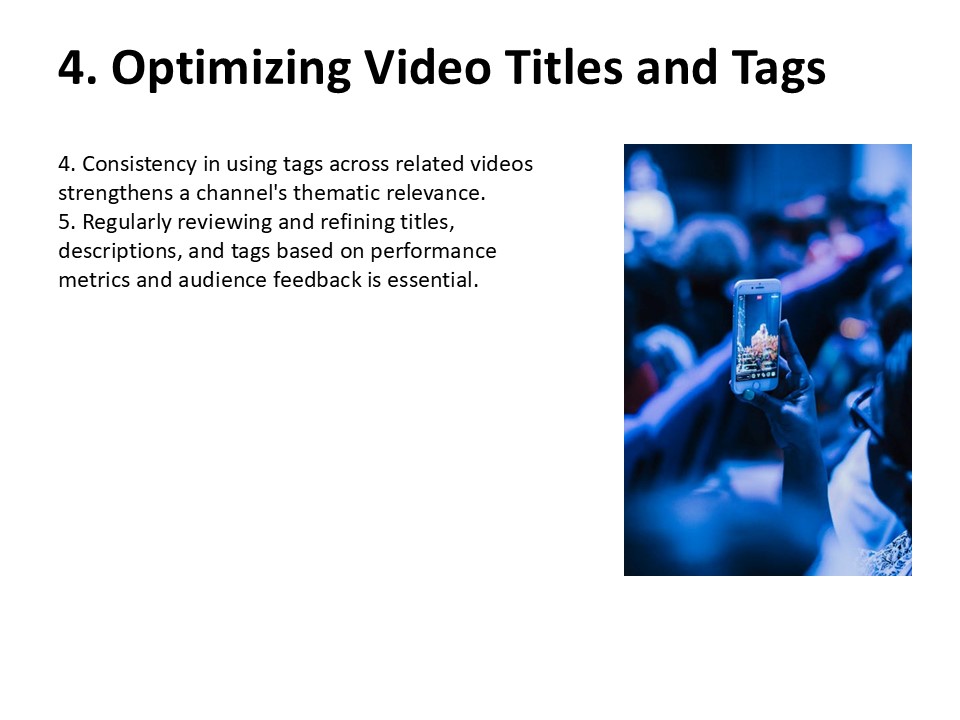 4. Optimizing Video Titles and Tags
4. Consistency in using tags across related videos
strengthens a channel's thematic relevance.
5. Regularly reviewing and refining titles,
descriptions, and tags based on performance
metrics and audience feedback is essential.